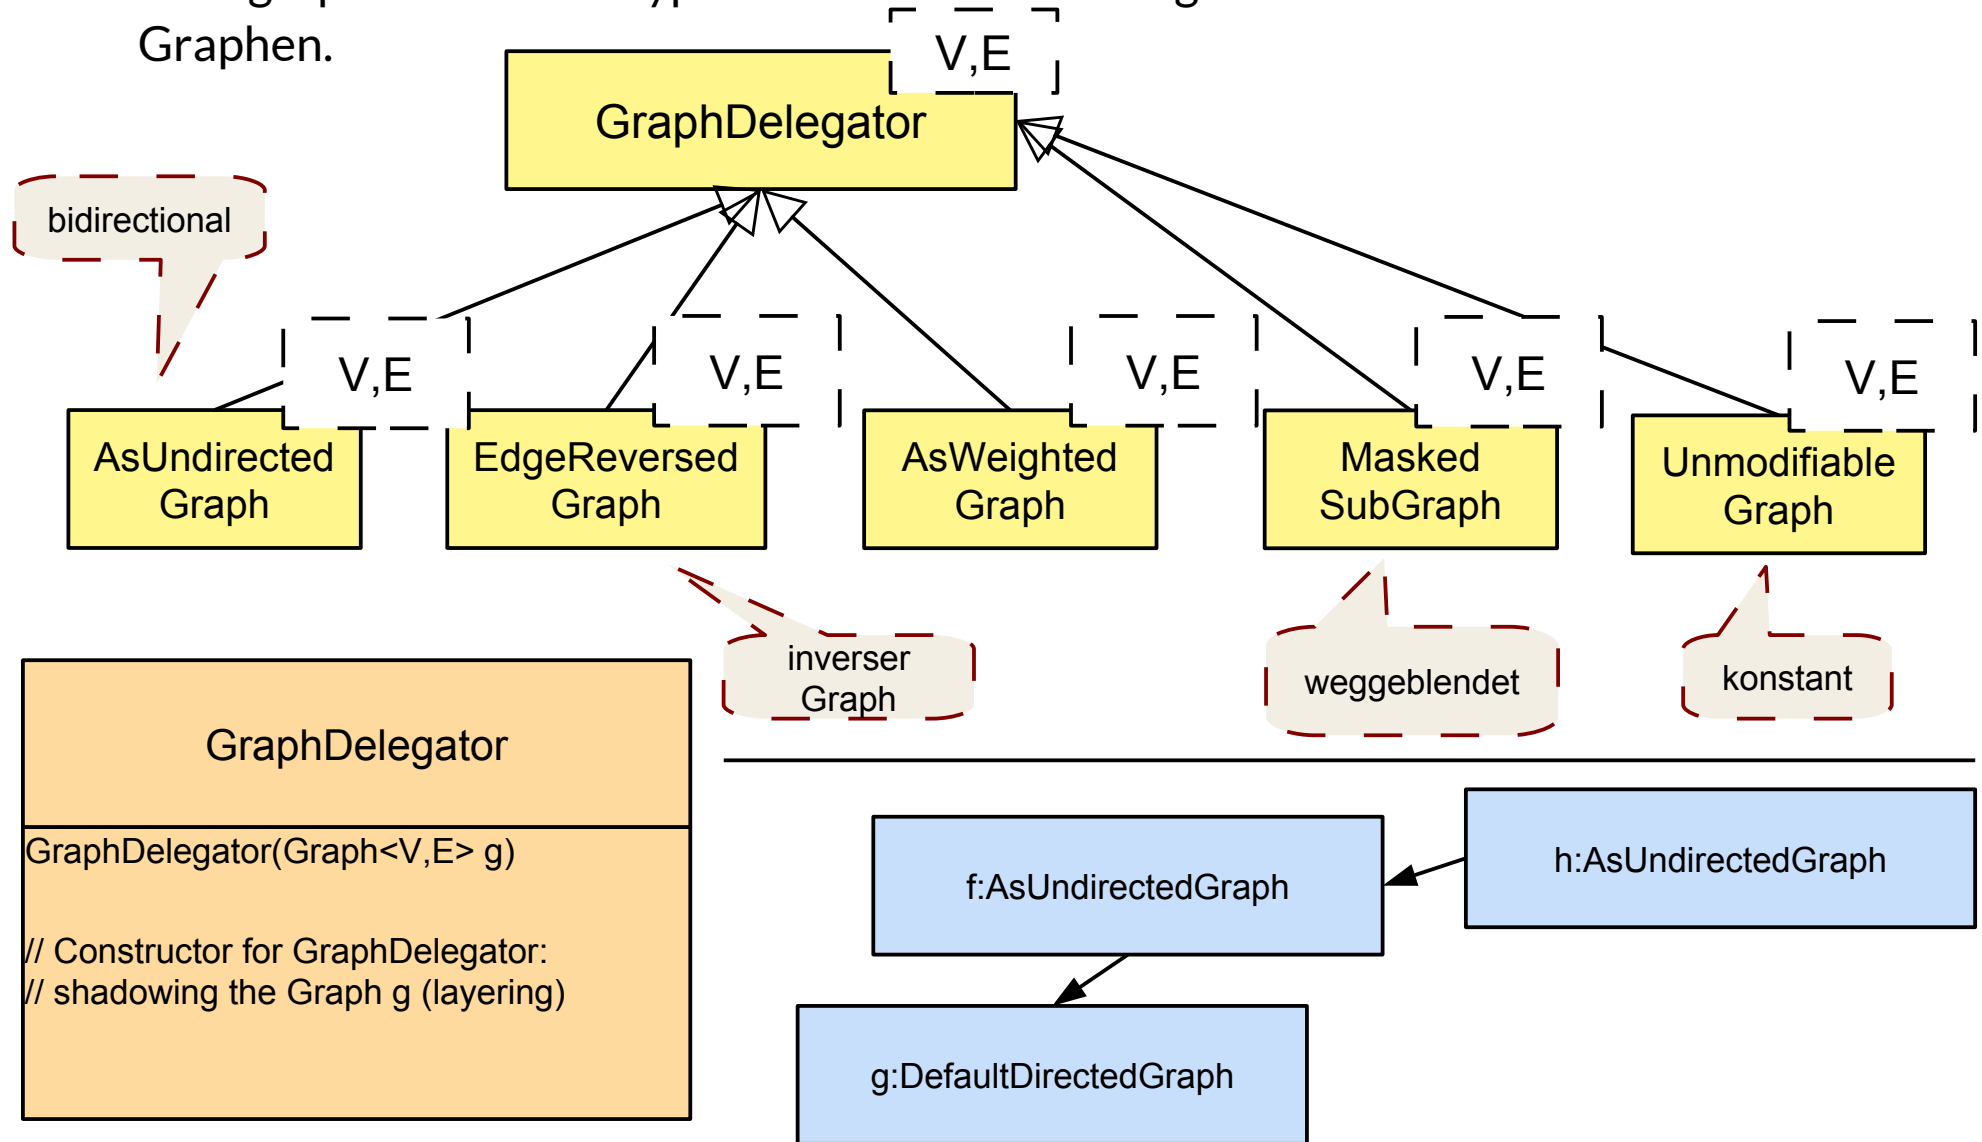 Graphen.
V,E
GraphDelegator
bidirectional
V,E
V,E
V,E
V,E
V,E
AsUndirected
Graph
EdgeReversed
Graph
AsWeighted
Graph
Masked
SubGraph
Unmodifiable
Graph
inverser
Graph
weggeblendet
konstant
GraphDelegator
GraphDelegator(Graph<V,E> g)
// Constructor for GraphDelegator:
// shadowing the Graph g (layering)
f:AsUndirectedGraph
h:AsUndirectedGraph
g:DefaultDirectedGraph